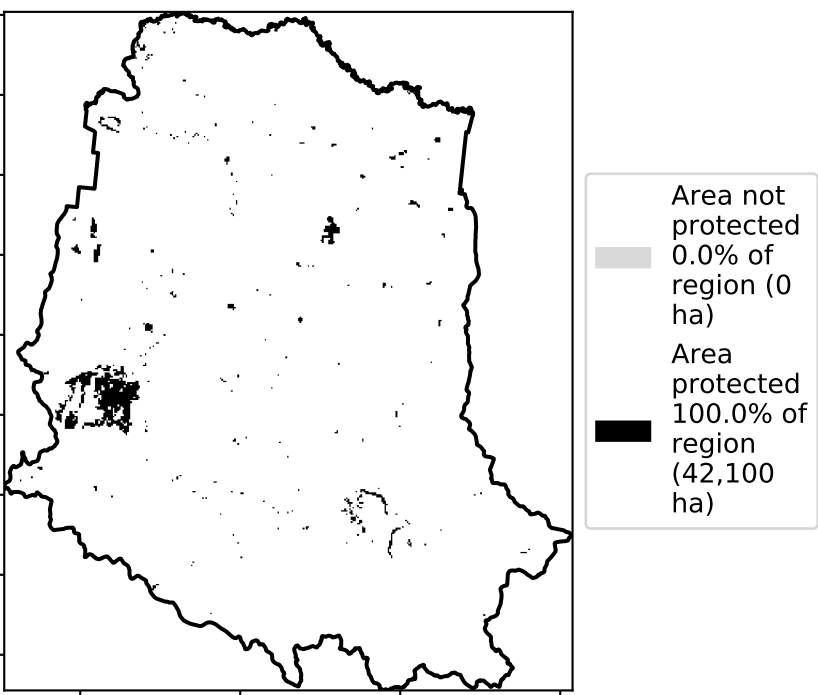 Area not
protected
0.0% of
region (0
ha)
Area
protected
100.0% of
region
(42,100
ha)